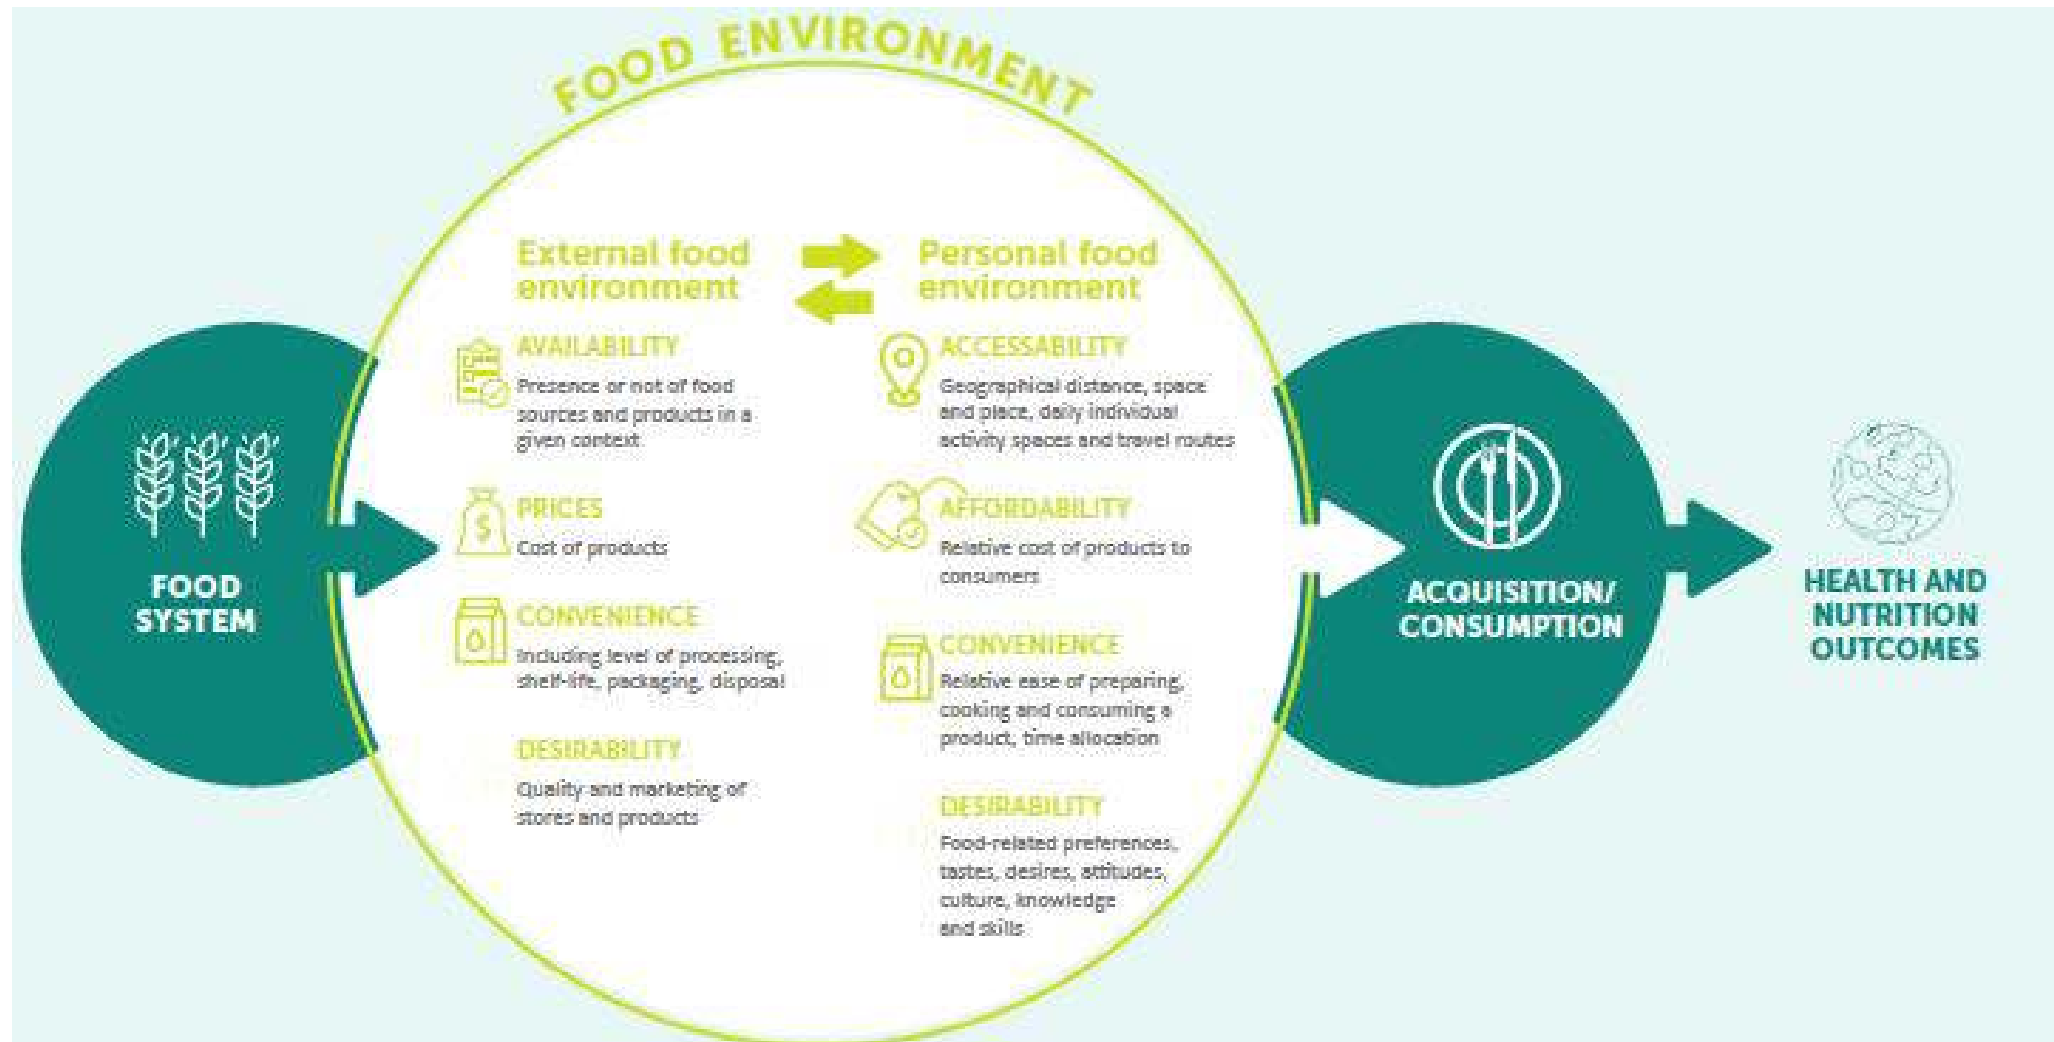 FOOD ENVIRONMENT
FOOD
SYSTEM
External food
environment
AVAILABILITY
Presence or not of food
sources and products in a
given context
PRICES
$
Cost of products
CONVENIENCE
Including level of processing,
shelf-life, packaging, disposal
DESIRABILITY
Quality and marketing of
stores and products
Personal food
environment
ACCESSABILITY
Geographical distance, space
and place, daily individual
activity spaces and travel routes
AFFORDABILITY
Relative cost of products to
consumers
CONVENIENCE
Relative ease of preparing,
cooking and consuming a
product, time allocation
DESIRABILITY
Food-related preferences,
tastes, desires, attitudes,
culture, knowledge
and skills
ACQUISITION/
CONSUMPTION
HEALTH AND
NUTRITION
OUTCOMES